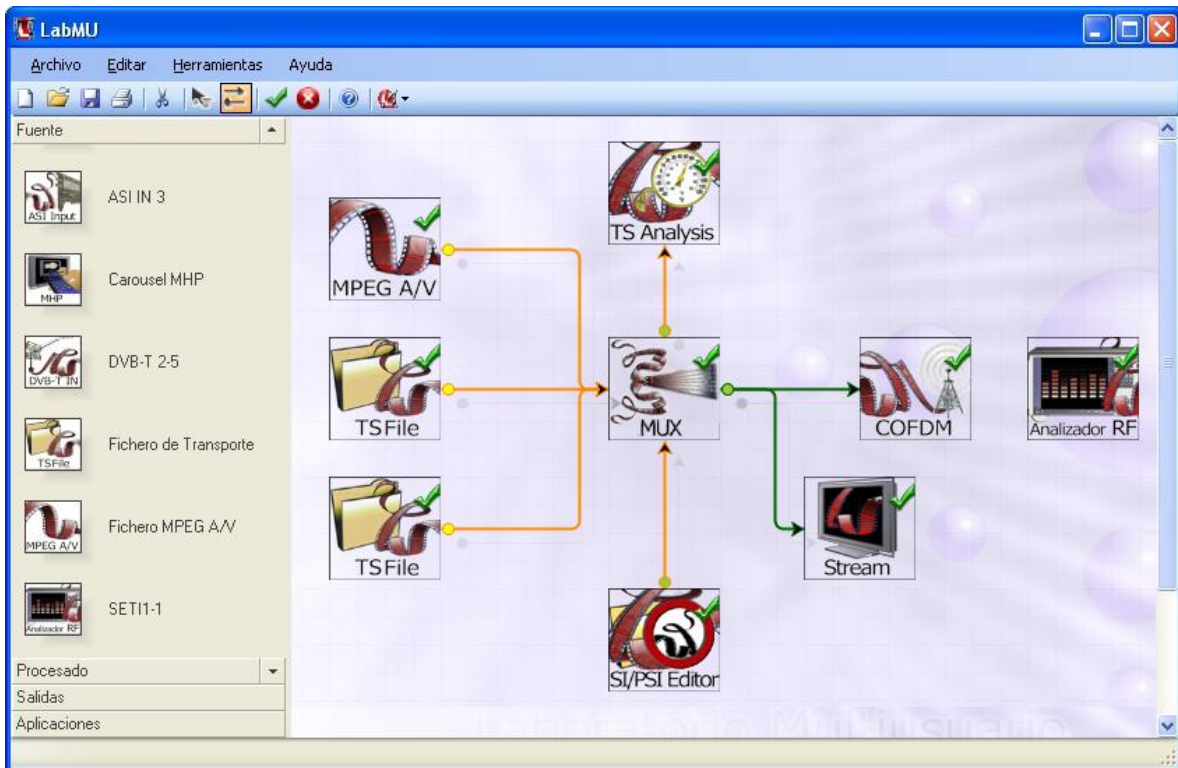 LabMU
Archivo Editar Herramientas Ayuda
Fuente
ASI Input
ASI IN 3
MHP
Carousel MHP
DVB-T IN
DVB-T 2-5
TSFile
Fichero de Transporte
MPEG A/V
Fichero MPEG A/V
Analizador RF
SETI1-1
Procesado
Salidas
Aplicaciones
TS Analysis
MPEG A/V
TSFile
MUX
COFDM
Analizador RF
TSFile
Stream
SI/PSI Editor